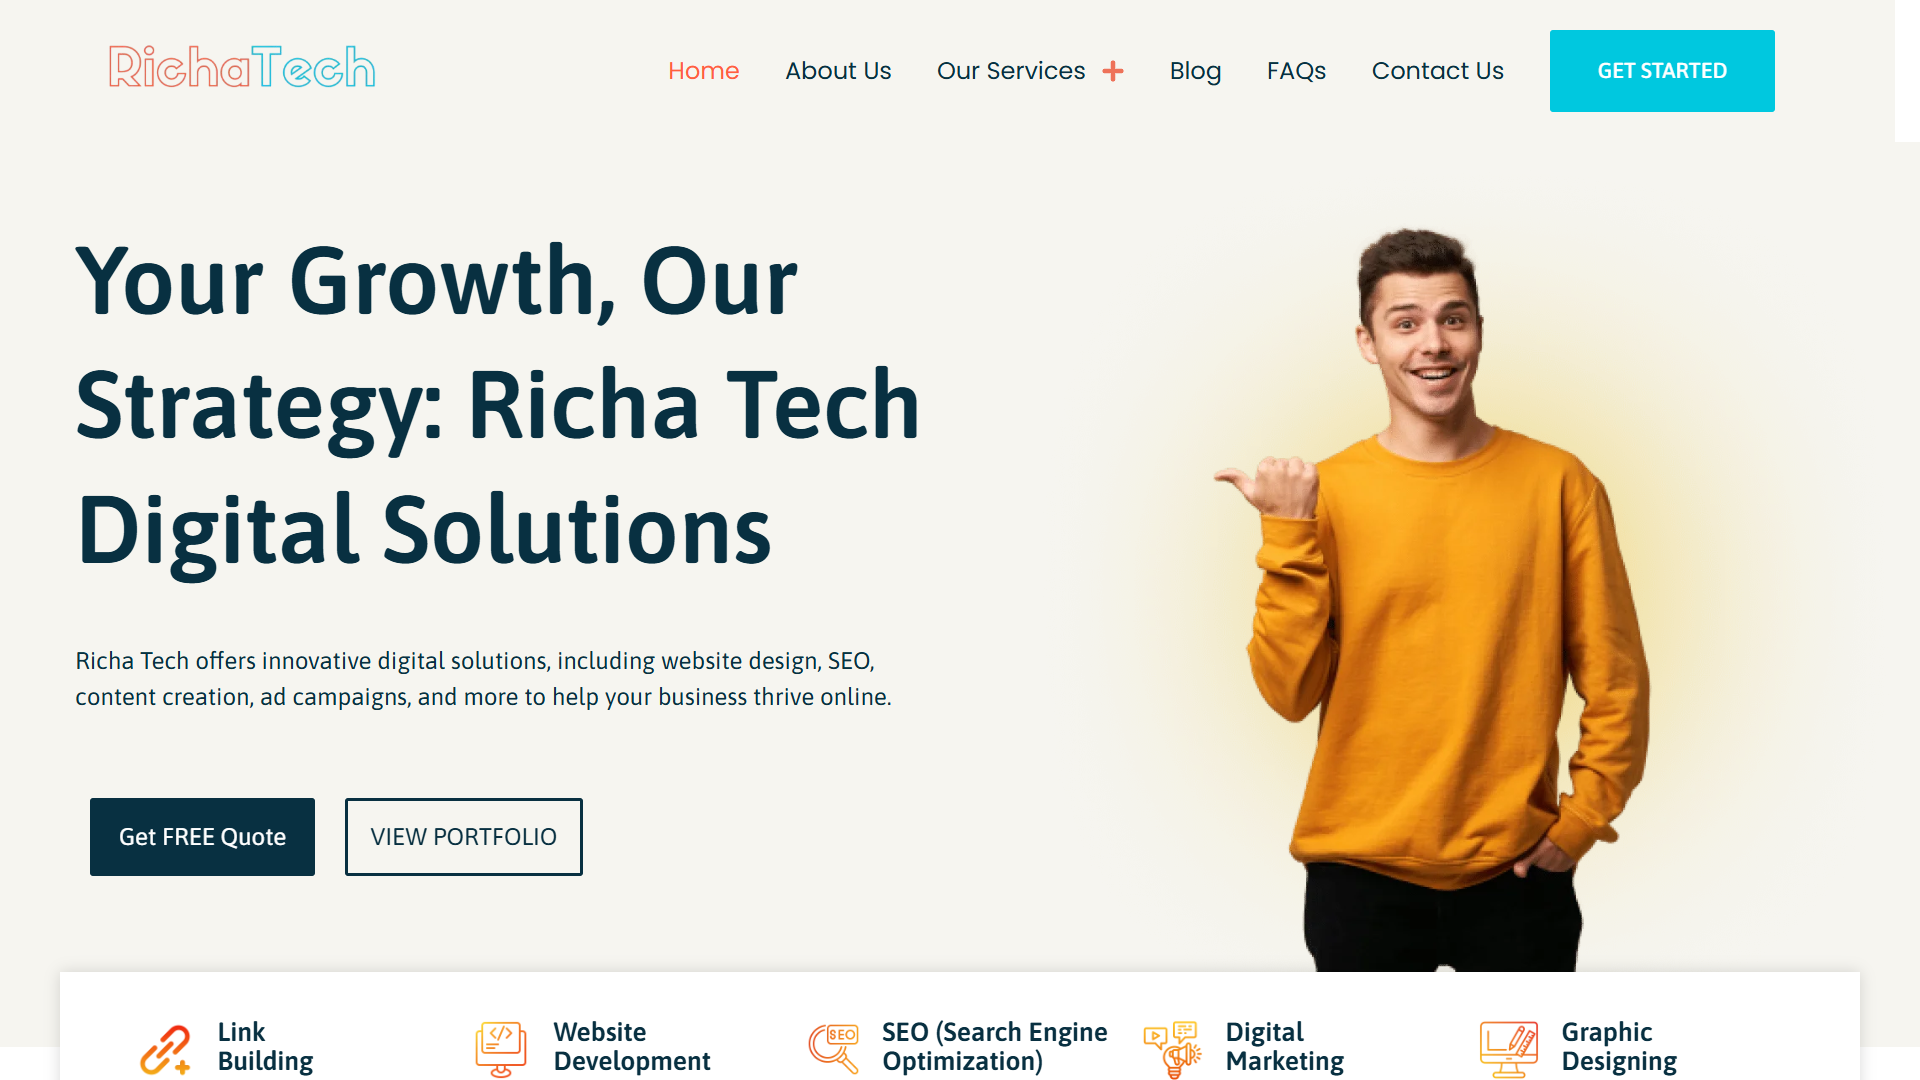 RichaTech
Home About Us Our Services Blog FAQs Contact Us GET STARTED
Your Growth, Our
Strategy: Richa Tech
Digital Solutions
Richa Tech offers innovative digital solutions, including website design, SEO,
content creation, ad campaigns, and more to help your business thrive online.
Get FREE Quote VIEW PORTFOLIO
Link
Building
Website
Development
SEO
SEO (Search Engine
Optimization)
Digital
Marketing
Graphic
Designing